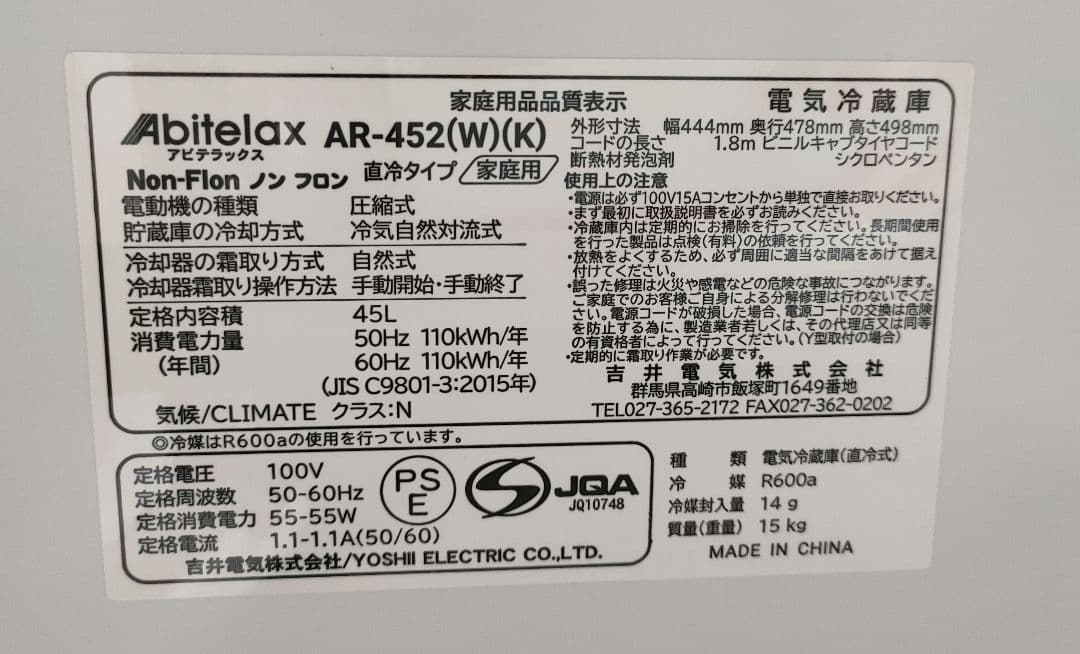 家庭用品品質表示
電気冷蔵庫
Abitelax AR-452(W)(K)
アビテラックス
Non-Flon ノンフロン 直冷タイプ 家庭用
電動機の種類 圧縮式
貯蔵庫の冷却方式 冷気自然対流式
冷却器の霜取り方式 自然式
冷却器霜取り操作方法 手動開始・手動終了
定格内容積 45L
消費電力量 50Hz 110kWh/年
(年間) 60Hz 110kWh/年
(JIS C9801-3:2015年)
気候/CLIMATE クラス:N
外形寸法 幅444mm 奥行478mm 高さ498mm
コードの長さ 1.8m ビニルキャブタイヤコード
断熱材発泡剤 シクロペンタン
使用上の注意
・電源は必ず100V15Aコンセントから単独で直接お取りください。
・まず最初に取扱説明書を必ずお読みください。
・冷蔵庫内は定期的にお掃除を行ってください。長期間使用
を行った製品は点検(有料)の依頼を行ってください。
・放熱をよくするため、必ず周囲に適当な間隔をあけて据え
付けてください。
・誤った修理は火災や感電などの危険な事故につながります。
ご家庭でのお客様ご自身による分解修理は行わないでくだ
さい。電源コードが破損した場合、電源コードの交換は危険
を防止する為に、製造業者若しくは、その代理店又は同等
の有資格者によって行ってください。(Y型取付の場合)
・定期的に霜取り作業が必要です。
吉井電気株式会社
群馬県高崎市飯塚町1649番地
TEL027-365-2172 FAX027-362-0202
◎冷媒はR600aの使用を行っています。
定格電圧 100V
定格周波数 50-60Hz
定格消費電力 55-55W
定格電流 1.1-1.1A(50/60)
吉井電気株式会社/YOSHII ELECTRIC CO.,LTD.
PS
E
JQA
JQ10748
種類 電気冷蔵庫(直冷式)
冷媒 R600a
冷媒封入量 14 g
質量(重量) 15 kg
MADE IN CHINA